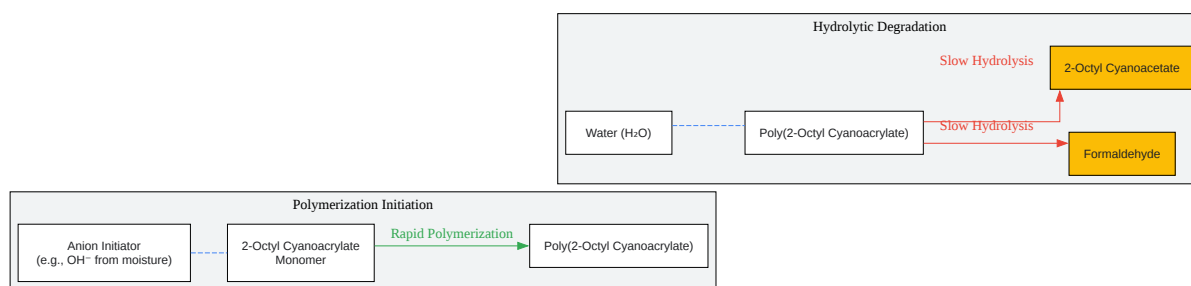 Hydrolytic Degradation
Slow Hydrolysis
2-Octyl Cyanoacetate
Water (H₂O)
Poly(2-Octyl Cyanoacrylate)
Slow Hydrolysis
Formaldehyde
Polymerization Initiation
Anion Initiator
(e.g., OH⁻ from moisture)
2-Octyl Cyanoacrylate
Monomer
Rapid Polymerization
Poly(2-Octyl Cyanoacrylate)